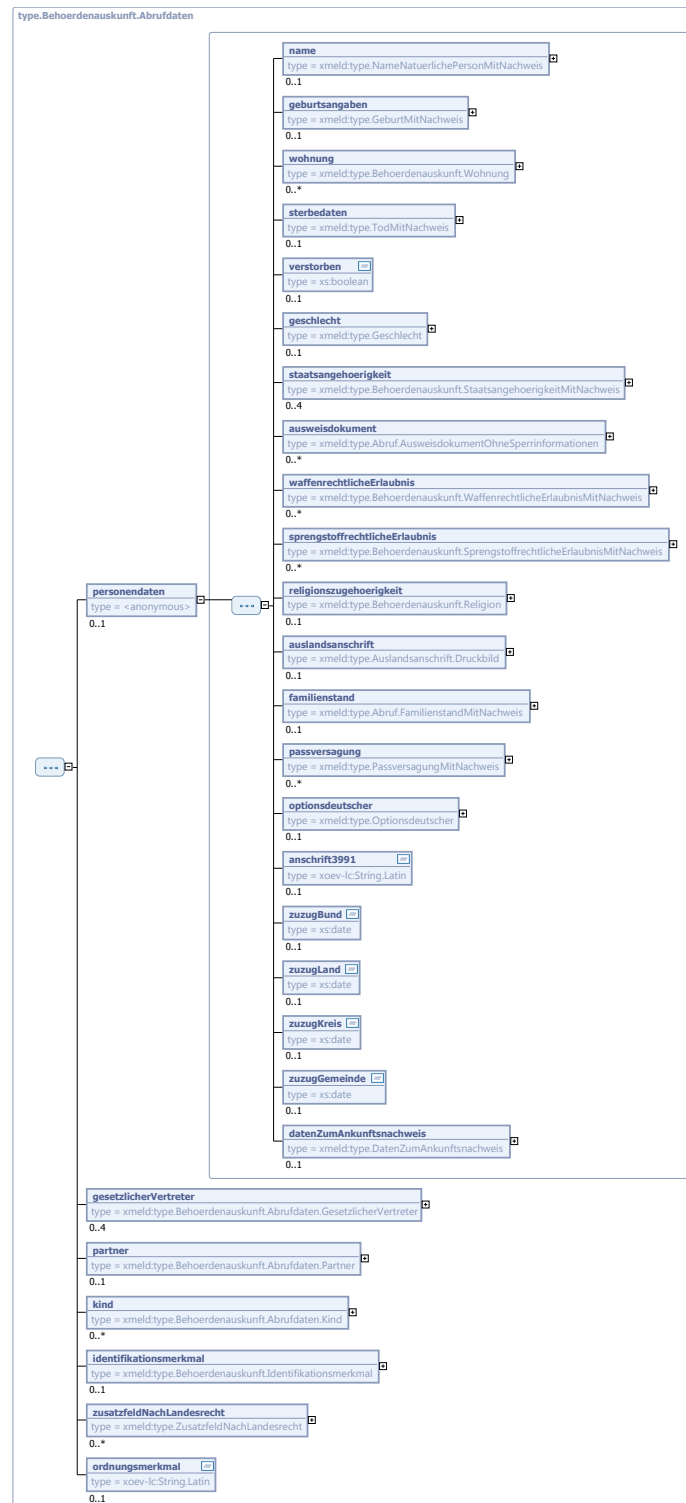 type.Behoerdenauskunft.Abrufdaten
name
type = xmeld:type.NameNatuerlichePersonMitNachweis
0..1
geburtsangaben
type = xmeld:type.GeburtMitNachweis
0..1
wohnung
type = xmeld:type.Behoerdenauskunft.Wohnung
0..*
sterbedaten
type = xmeld:type.TodMitNachweis
0..1
verstorben
type = xs:boolean
0..1
geschlecht
type = xmeld:type.Geschlecht
0..1
staatsangehoerigkeit
type = xmeld:type.Behoerdenauskunft.StaatsangehoerigkeitMitNachweis
0..4
ausweisdokument
type = xmeld:type.Abruf.AusweisdokumentOhneSperrinformationen
0..*
waffenrechtlicheErlaubnis
type = xmeld:type.Behoerdenauskunft.WaffenrechtlicheErlaubnisMitNachweis
0..*
sprengstoffrechtlicheErlaubnis
type = xmeld:type.Behoerdenauskunft.SprengstoffrechtlicheErlaubnisMitNachweis
0..*
personendaten
type = <anonymous>
0..1
religionszugehoerigkeit
type = xmeld:type.Behoerdenauskunft.Religion
0..1
auslandsanschrift
type = xmeld:type.Auslandsanschrift.Druckbild
0..1
familienstand
type = xmeld:type.Abruf.FamilienstandMitNachweis
0..1
passversagung
type = xmeld:type.PassversagungMitNachweis
0..*
optionsdeutscher
type = xmeld:type.Optionsdeutscher
0..1
anschrift3991
type = xoev-lc:String.Latin
0..1
zuzugBund
type = xs:date
0..1
zuzugLand
type = xs:date
0..1
zuzugKreis
type = xs:date
0..1
zuzugGemeinde
type = xs:date
0..1
datenZumAnkunftsnachweis
type = xmeld:type.DatenZumAnkunftsnachweis
0..1
gesetzlicherVertreter
type = xmeld:type.Behoerdenauskunft.Abrufdaten.GesetzlicherVertreter
0..4
partner
type = xmeld:type.Behoerdenauskunft.Abrufdaten.Partner
0..1
kind
type = xmeld:type.Behoerdenauskunft.Abrufdaten.Kind
0..*
identifikationsmerkmal
type = xmeld:type.Behoerdenauskunft.Identifikationsmerkmal
0..1
zusatzfeldNachLandesrecht
type = xmeld:type.ZusatzfeldNachLandesrecht
0..*
ordnungsmerkmal
type = xoev-lc:String.Latin
0..1